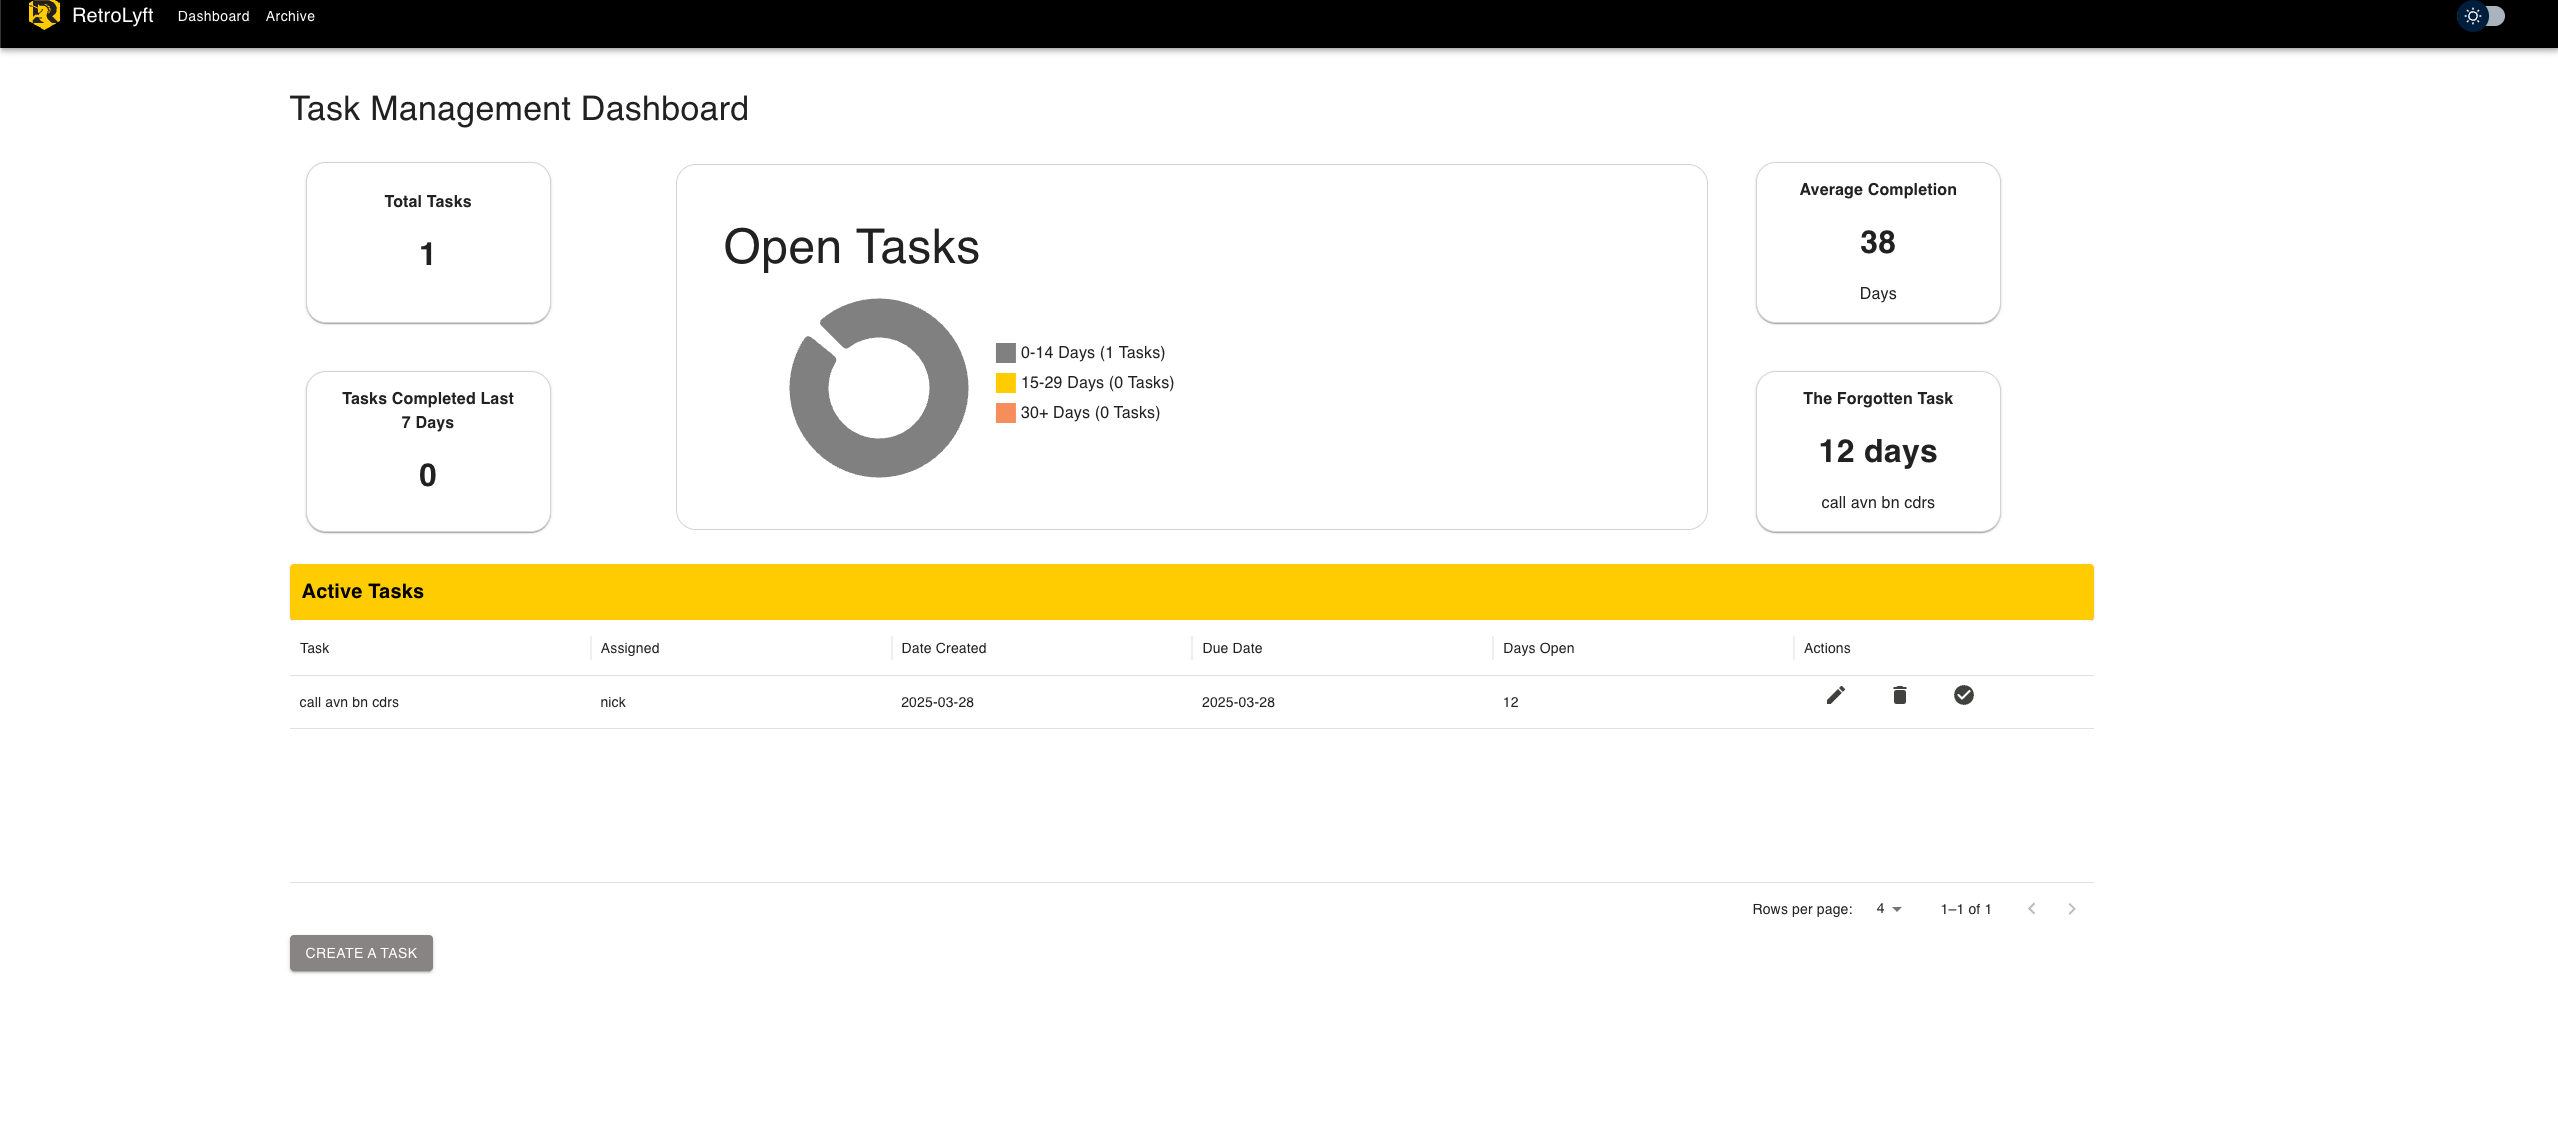 RetroLyft
Dashboard
Archive
Task Management Dashboard
Total Tasks
1
Tasks Completed Last
7 Days
0
Open Tasks
0-14 Days (1 Tasks)
15-29 Days (0 Tasks)
30+ Days (0 Tasks)
Average Completion
38
Days
The Forgotten Task
12 days
call avn bn cdrs
Active Tasks
Task Assigned Date Created Due Date Days Open Actions
call avn bn cdrs nick 2025-03-28 2025-03-28 12
Rows per page: 4 1–1 of 1
CREATE A TASK